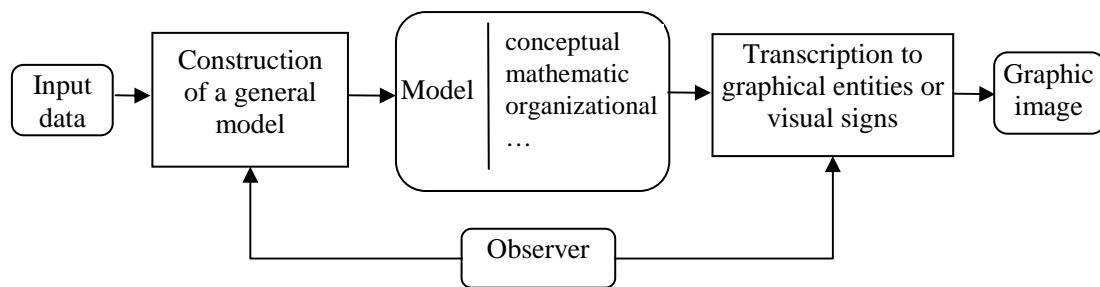 Input
data
Construction
of a general
model
Model
conceptual
mathematic
organizational
…
Transcription to
graphical entities or
visual signs
Graphic
image
Observer